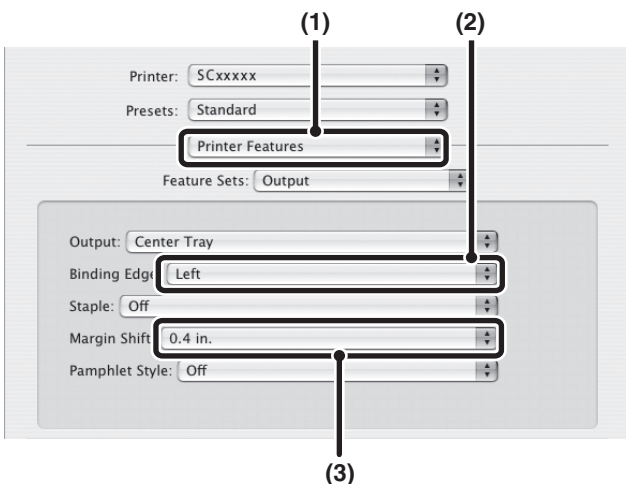 (1) (2)
Printer: SCxxxxx
Presets: Standard
Printer Features
Feature Sets: Output
Output: Center Tray
Binding Edge Left
Staple: Off
Margin Shift 0.4 in.
Pamphlet Style: Off
(3)